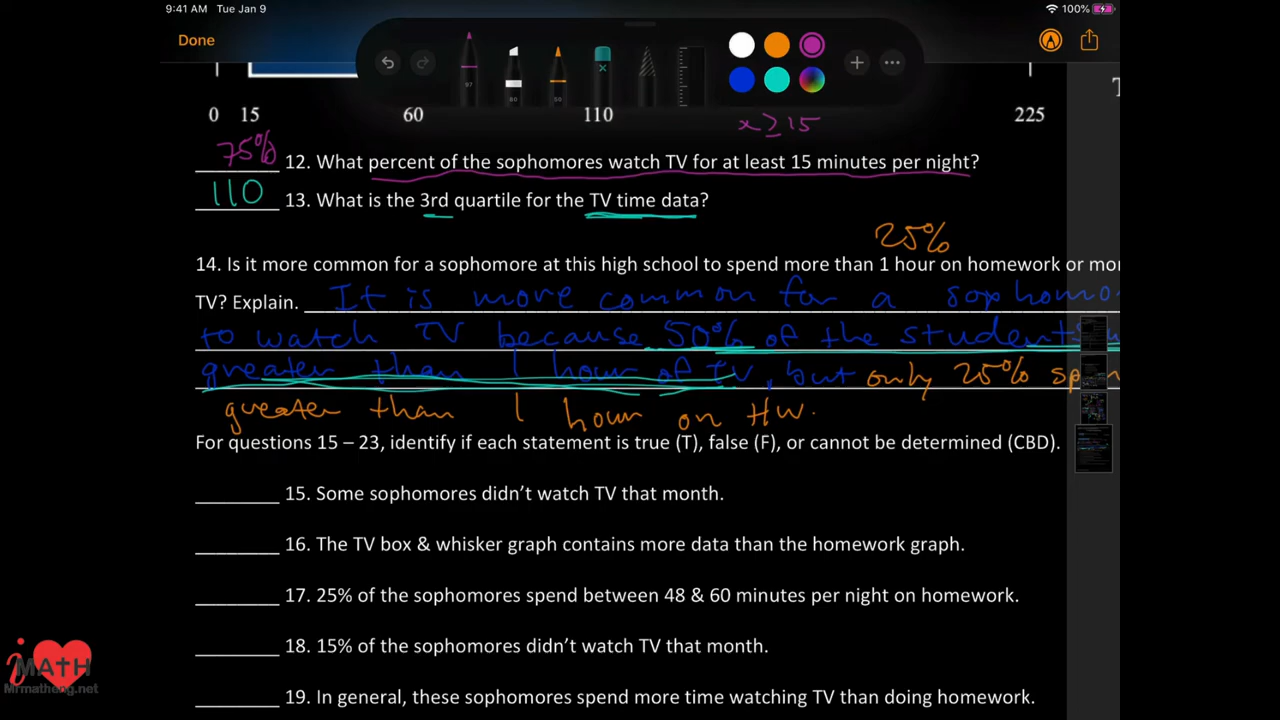 9:41 AM Tue Jan 9
100%
Done
97
80
50
0 15 60 110 225
x ≥ 15
75% 12. What percent of the sophomores watch TV for at least 15 minutes per night?
110 13. What is the 3rd quartile for the TV time data?
25%
14. Is it more common for a sophomore at this high school to spend more than 1 hour on homework or mor
TV? Explain. It is more common for a sophomo
to watch TV because 50% of the students
greater than 1 hour of TV, but only 25% spen
greater than 1 hour on HW.
For questions 15 – 23, identify if each statement is true (T), false (F), or cannot be determined (CBD).
15. Some sophomores didn't watch TV that month.
16. The TV box & whisker graph contains more data than the homework graph.
17. 25% of the sophomores spend between 48 & 60 minutes per night on homework.
18. 15% of the sophomores didn't watch TV that month.
19. In general, these sophomores spend more time watching TV than doing homework.
i MATH
Mrmatheng.net